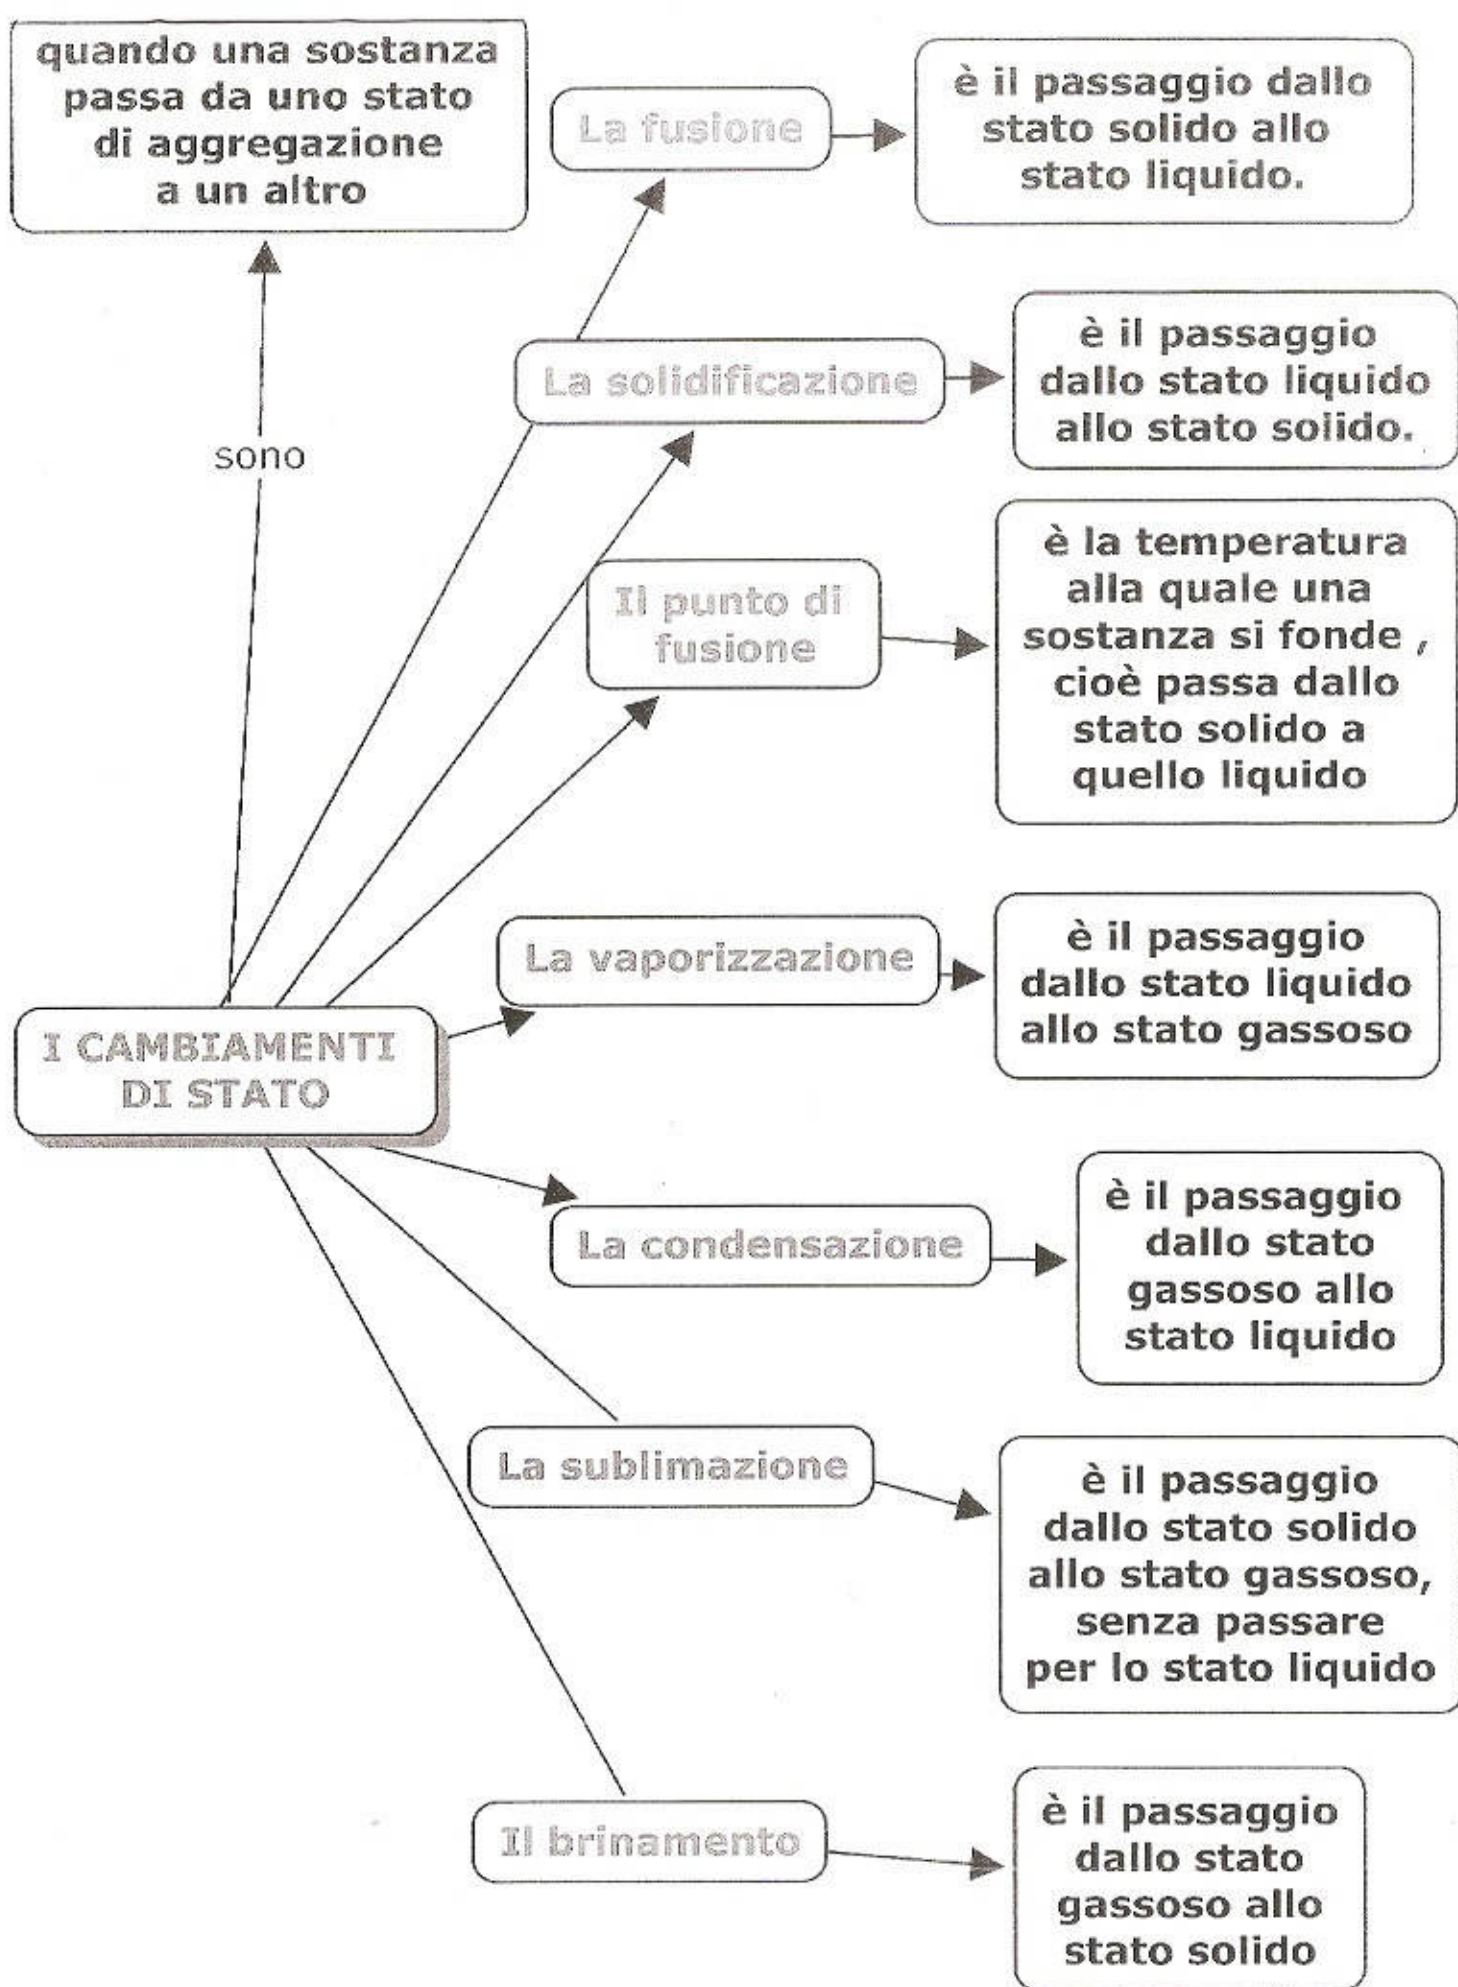 quando una sostanza
passa da uno stato
di aggregazione
a un altro
La fusione
è il passaggio dallo
stato solido allo
stato liquido.
La solidificazione
è il passaggio
dallo stato liquido
allo stato solido.
sono
Il punto di
fusione
è la temperatura
alla quale una
sostanza si fonde ,
cioè passa dallo
stato solido a
quello liquido
La vaporizzazione
è il passaggio
dallo stato liquido
allo stato gassoso
I CAMBIAMENTI
DI STATO
La condensazione
è il passaggio
dallo stato
gassoso allo
stato liquido
La sublimazione
è il passaggio
dallo stato solido
allo stato gassoso,
senza passare
per lo stato liquido
Il brinamento
è il passaggio
dallo stato
gassoso allo
stato solido